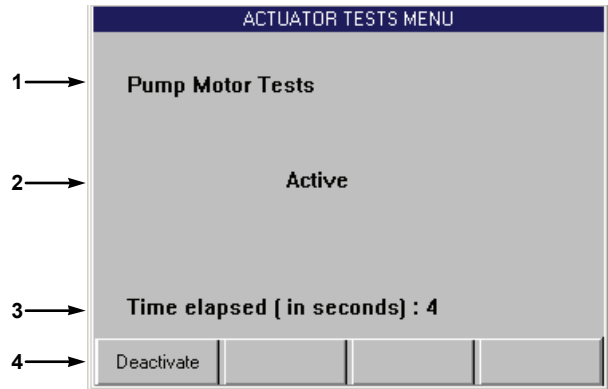 ACTUATOR TESTS MENU
1 Pump Motor Tests
2 Active
3 Time elapsed ( in seconds) : 4
4 Deactivate